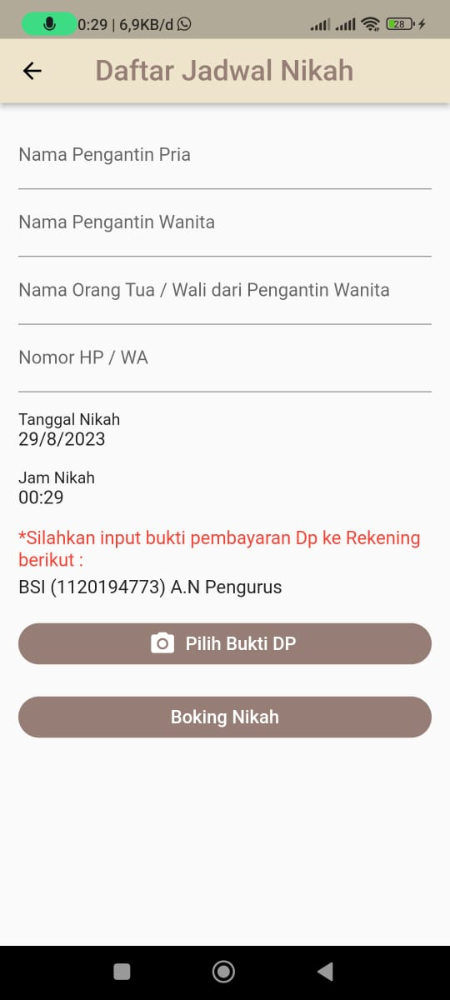 0:29 | 6,9KB/d
28
Daftar Jadwal Nikah
Nama Pengantin Pria
Nama Pengantin Wanita
Nama Orang Tua / Wali dari Pengantin Wanita
Nomor HP / WA
Tanggal Nikah
29/8/2023
Jam Nikah
00:29
*Silahkan input bukti pembayaran Dp ke Rekening
berikut :
BSI (1120194773) A.N Pengurus
Pilih Bukti DP
Boking Nikah